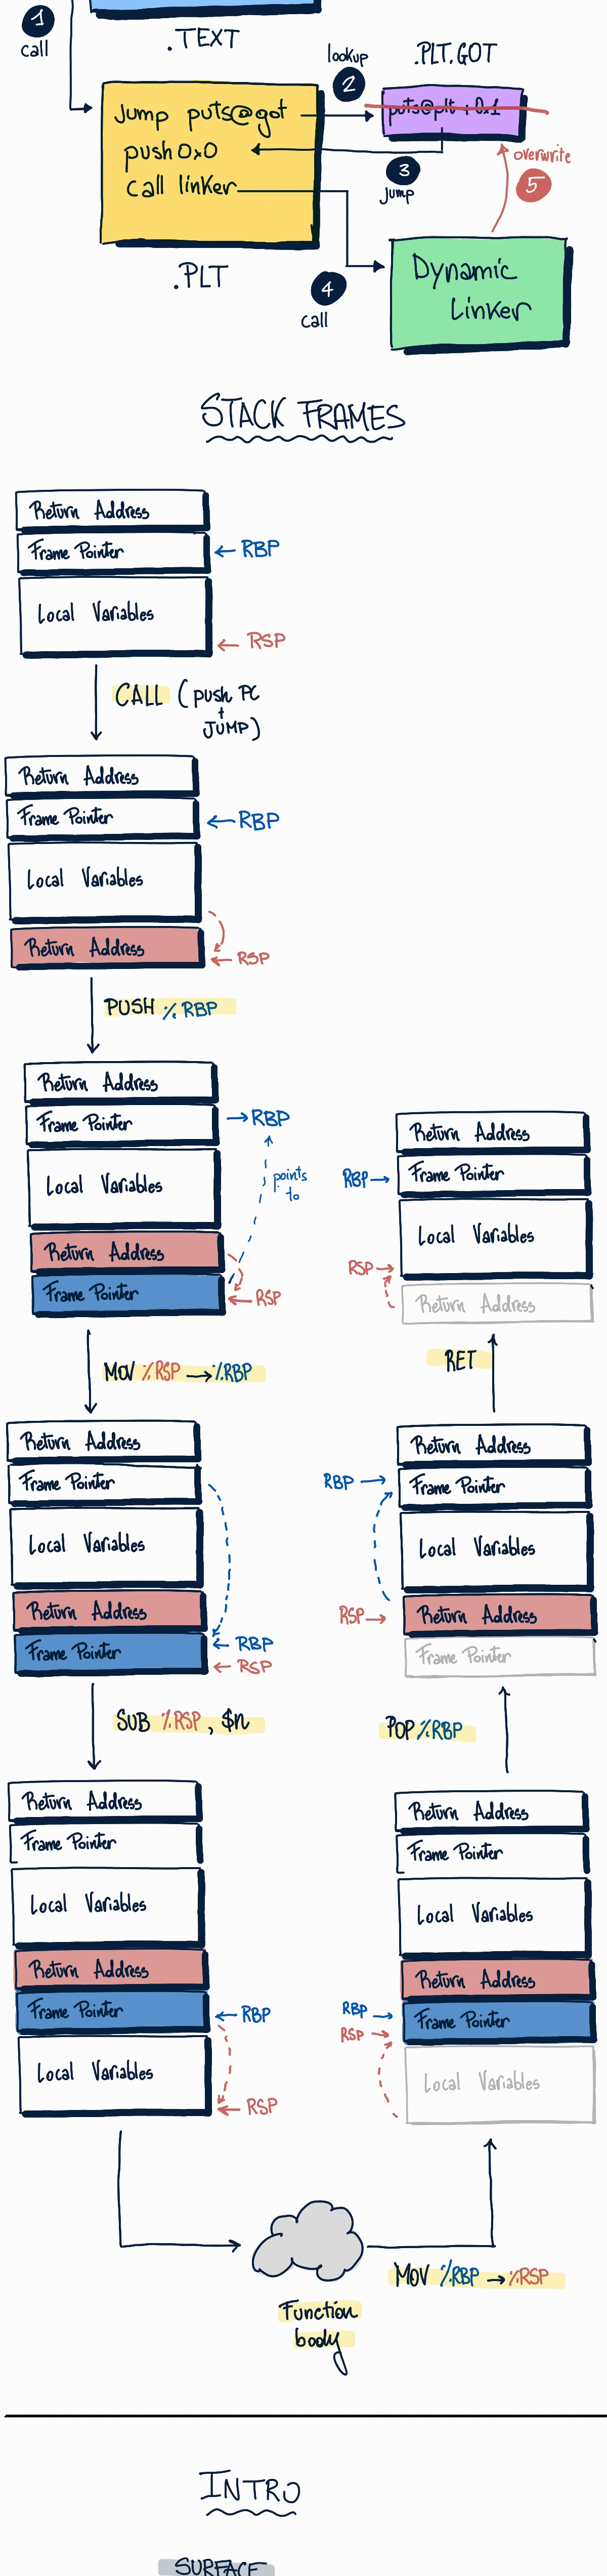 1
call
.TEXT
lookup
.PLT.GOT
2
Jump puts@got
puts@plt + 0x1
push 0x0
3
Jump
overwrite
5
call linker
.PLT
4
call
Dynamic
Linker
STACK FRAMES
Return Address
Frame Pointer
← RBP
Local Variables
← RSP
CALL (push PC
+
JUMP)
Return Address
Frame Pointer
← RBP
Local Variables
Return Address
← RSP
PUSH % RBP
Return Address
Frame Pointer
→ RBP
Local Variables
points
to
Return Address
Frame Pointer
← RSP
MOV %RSP → %RBP
Return Address
Frame Pointer
Local Variables
Return Address
Frame Pointer
← RBP
← RSP
SUB %RSP, $n
Return Address
Frame Pointer
Local Variables
Return Address
Frame Pointer
← RBP
Local Variables
← RSP
Function
body
MOV %RBP → %RSP
Return Address
Frame Pointer
Local Variables
Return Address
RBP →
RSP →
Frame Pointer
Local Variables
POP %RBP
Return Address
RBP →
Frame Pointer
Local Variables
RSP →
Return Address
Frame Pointer
RET
Return Address
RBP →
Frame Pointer
Local Variables
RSP →
Return Address
INTRO
SURFACE